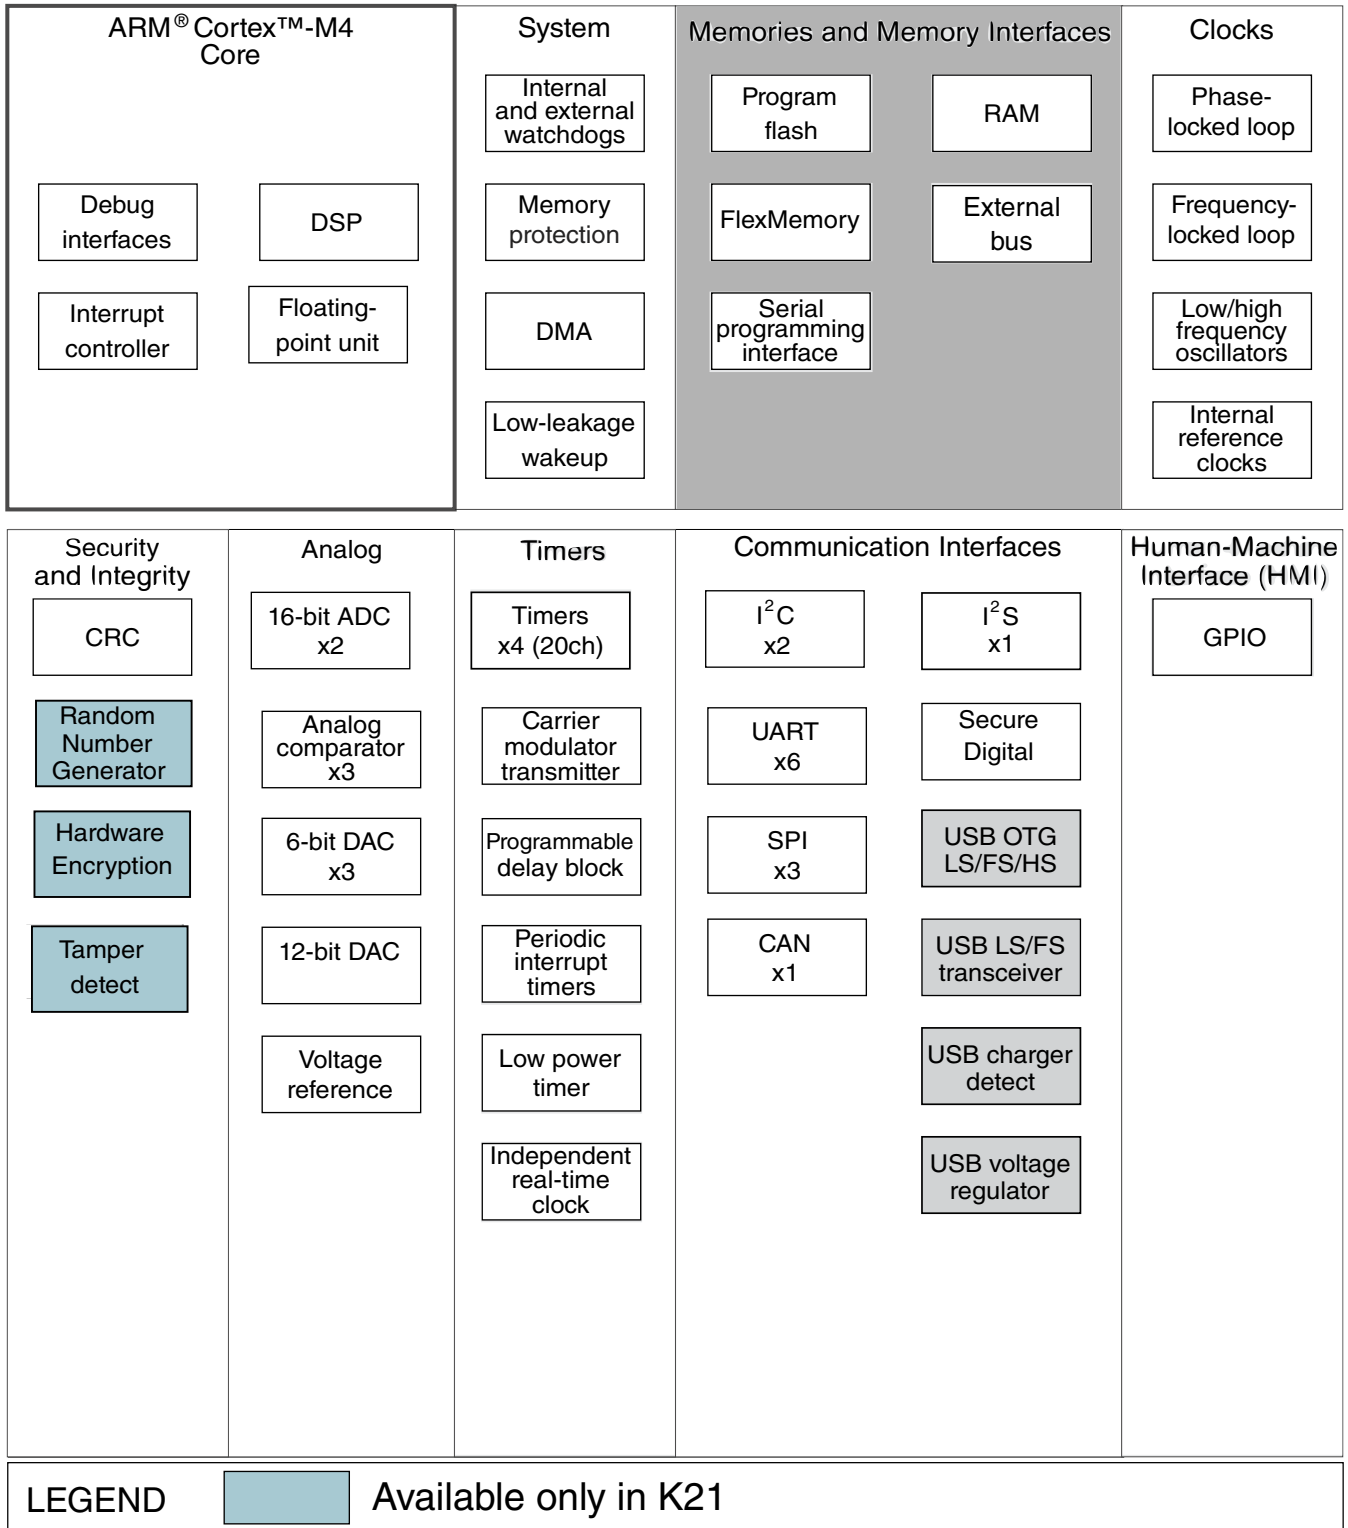 ARM® Cortex™-M4
Core
Debug
interfaces
DSP
Interrupt
controller
Floating-
point unit
System
Internal
and external
watchdogs
Memory
protection
DMA
Low-leakage
wakeup
Memories and Memory Interfaces
Program
flash
RAM
FlexMemory
External
bus
Serial
programming
interface
Clocks
Phase-
locked loop
Frequency-
locked loop
Low/high
frequency
oscillators
Internal
reference
clocks
Security
and Integrity
CRC
Random
Number
Generator
Hardware
Encryption
Tamper
detect
Analog
16-bit ADC
x2
Analog
comparator
x3
6-bit DAC
x3
12-bit DAC
Voltage
reference
Timers
Timers
x4 (20ch)
Carrier
modulator
transmitter
Programmable
delay block
Periodic
interrupt
timers
Low power
timer
Independent
real-time
clock
Communication Interfaces
I²C
x2
I²S
x1
UART
x6
Secure
Digital
SPI
x3
USB OTG
LS/FS/HS
CAN
x1
USB LS/FS
transceiver
USB charger
detect
USB voltage
regulator
Human-Machine
Interface (HMI)
GPIO
LEGEND
Available only in K21